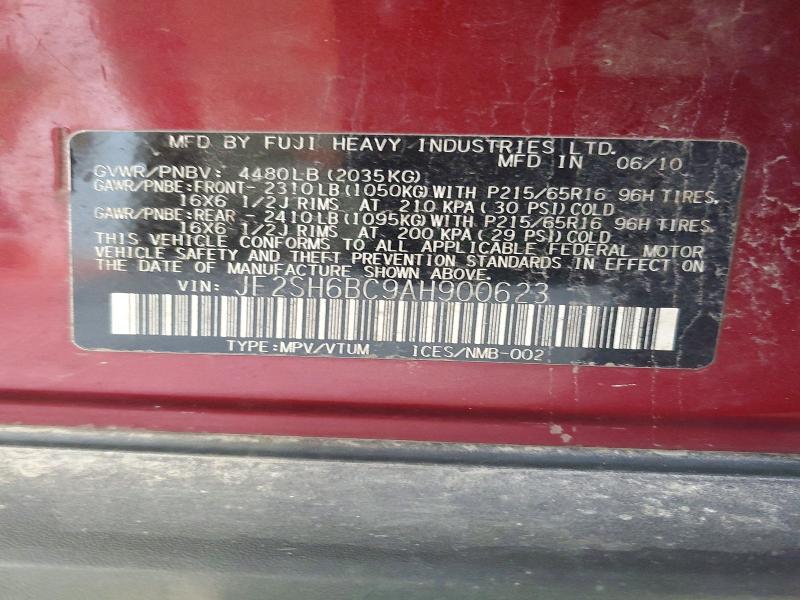 MFD BY FUJI HEAVY INDUSTRIES LTD.
MFD IN 06/10
GVWR/PNBV: 4480LB(2035KG)
GAWR/PNBE:FRONT- 2310LB(1050KG)WITH P215/65R16 96H TIRES.
16X6 1/2J RIMS AT 210 KPA(30 PSI)COLD
GAWR/PNBE:REAR - 2410LB(1095KG)WITH P215/65R16 96H TIRES.
16X6 1/2J RIMS AT 200 KPA(29 PSI)COLD
THIS VEHICLE CONFORMS TO ALL APPLICABLE FEDERAL MOTOR
VEHICLE SAFETY AND THEFT PREVENTION STANDARDS IN EFFECT ON
THE DATE OF MANUFACTURE SHOWN ABOVE.
VIN: JF2SH6BC9AH900623
TYPE:MPV/VTUM ICES/NMB-002